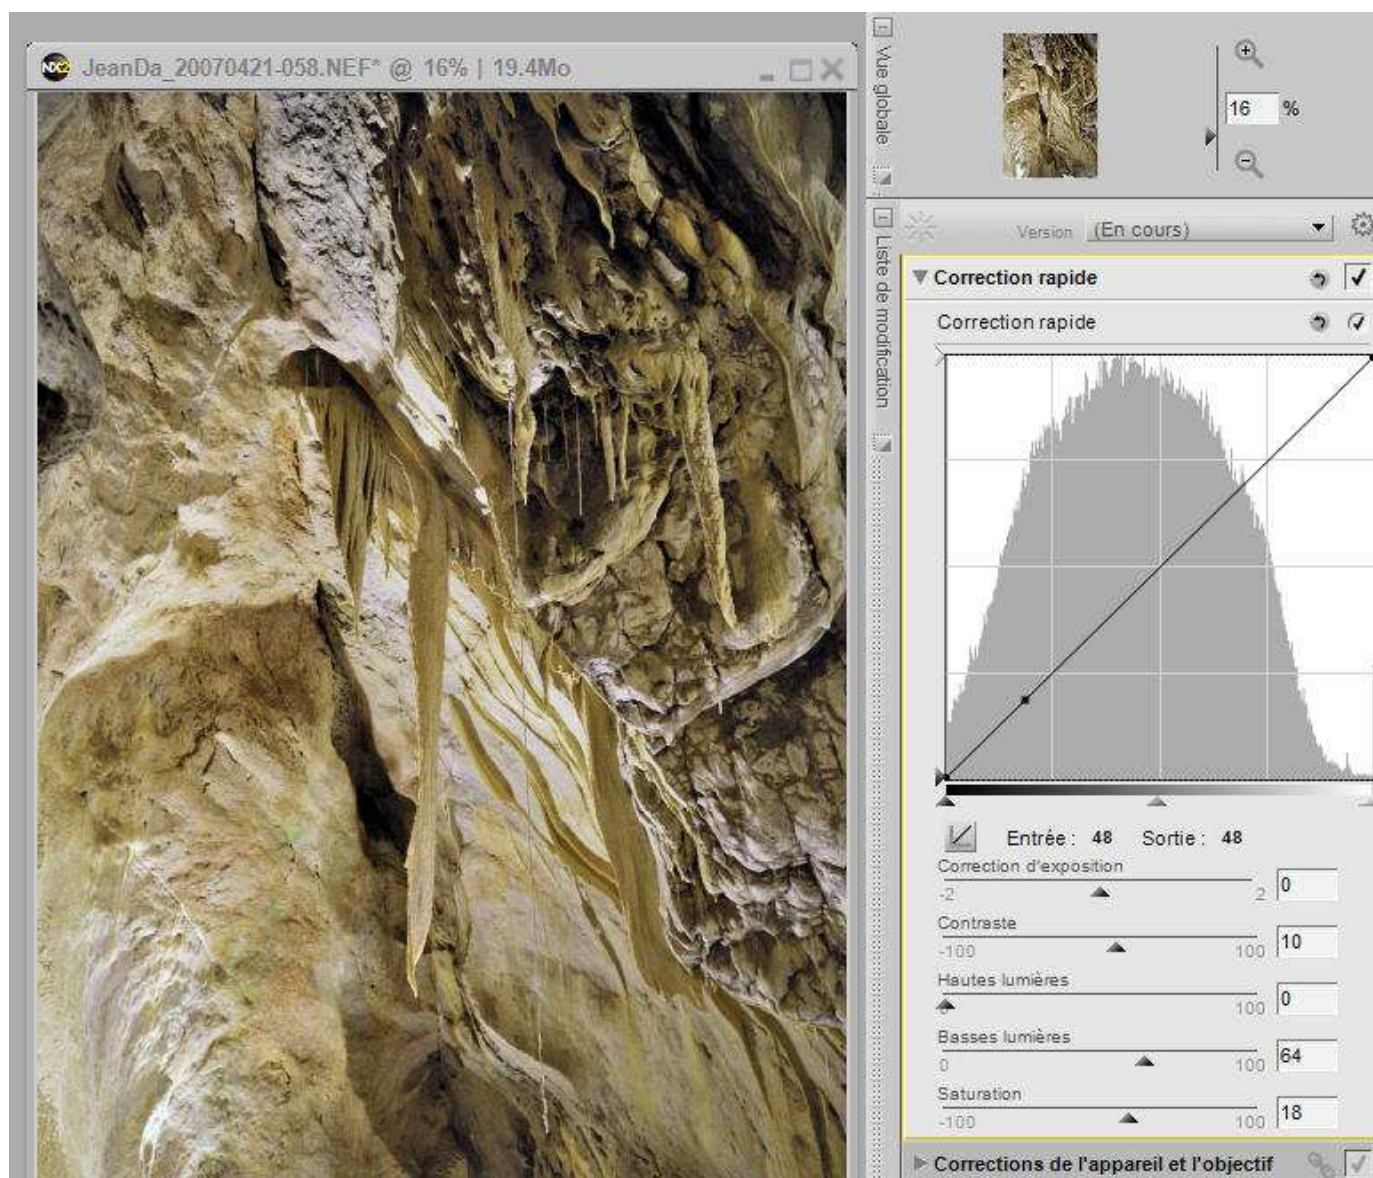 NX2 JeanDa_20070421-058.NEF* @ 16% | 19.4Mo
Vue globale
16 %
Liste de modification
Version (En cours)
Correction rapide
Correction rapide
Entrée : 48 Sortie : 48
Correction d'exposition
-2 2 0
Contraste
-100 100 10
Hautes lumières
0 100 0
Basses lumières
0 100 64
Saturation
-100 100 18
Corrections de l'appareil et l'objectif